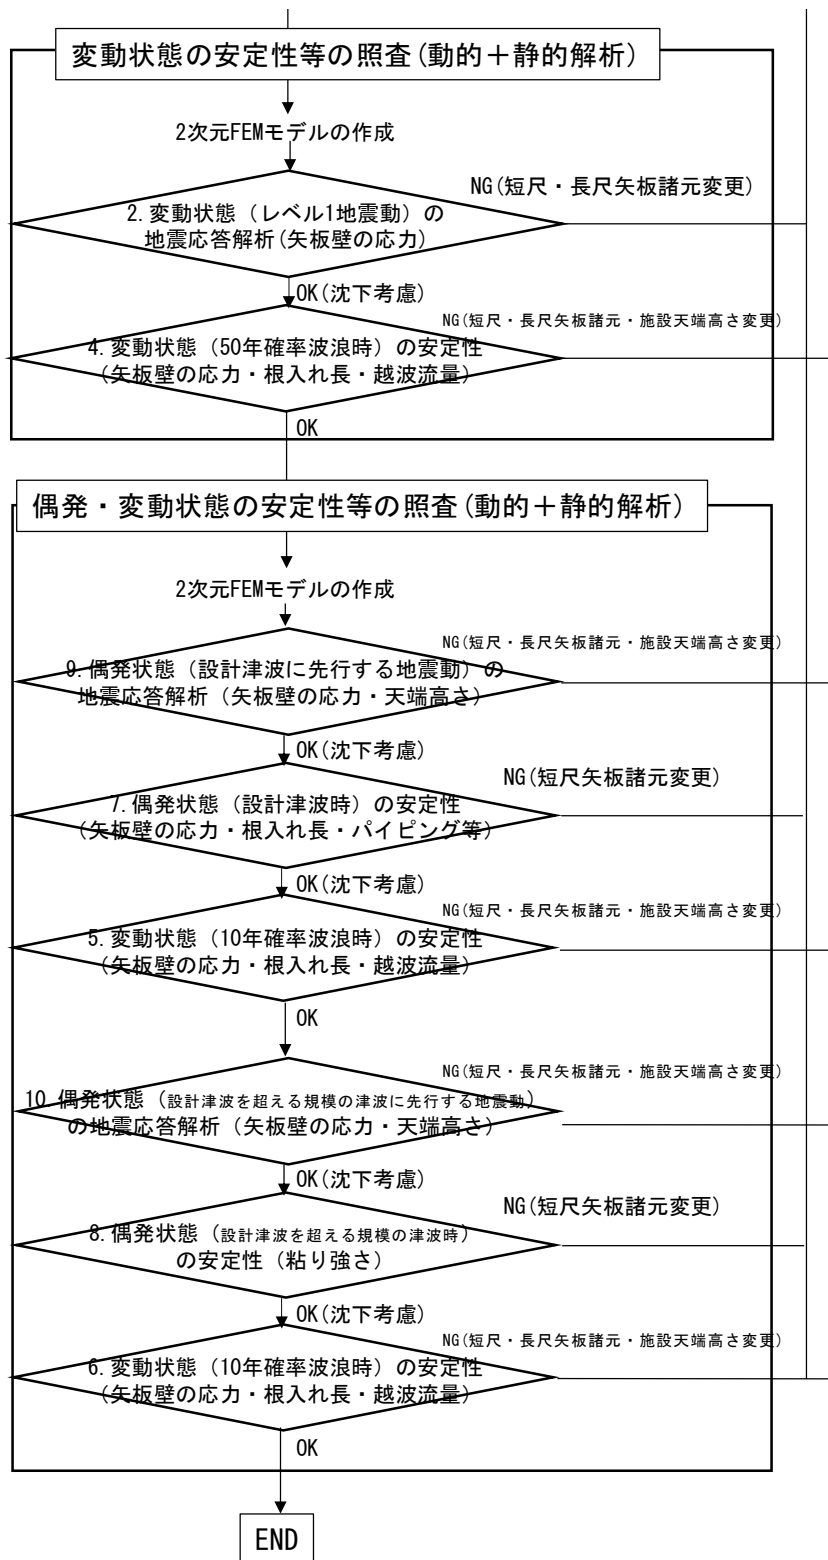 変動状態の安定性等の照査(動的＋静的解析)
2次元FEMモデルの作成
NG(短尺・長尺矢板諸元変更)
2.変動状態（レベル1地震動）の
地震応答解析(矢板壁の応力)
OK(沈下考慮)
NG(短尺・長尺矢板諸元・施設天端高さ変更)
4.変動状態（50年確率波浪時）の安定性
(矢板壁の応力・根入れ長・越波流量)
OK
偶発・変動状態の安定性等の照査(動的＋静的解析)
2次元FEMモデルの作成
NG(短尺・長尺矢板諸元・施設天端高さ変更)
9.偶発状態（設計津波に先行する地震動）の
地震応答解析（矢板壁の応力・天端高さ）
OK(沈下考慮)
NG(短尺矢板諸元変更)
7.偶発状態（設計津波時）の安定性
(矢板壁の応力・根入れ長・パイピング等)
OK(沈下考慮)
NG(短尺・長尺矢板諸元・施設天端高さ変更)
5.変動状態（10年確率波浪時）の安定性
(矢板壁の応力・根入れ長・越波流量)
OK
NG(短尺・長尺矢板諸元・施設天端高さ変更)
10.偶発状態（設計津波を超える規模の津波に先行する地震動）
の地震応答解析（矢板壁の応力・天端高さ）
OK(沈下考慮)
NG(短尺矢板諸元変更)
8.偶発状態（設計津波を超える規模の津波時）
の安定性（粘り強さ）
OK(沈下考慮)
NG(短尺・長尺矢板諸元・施設天端高さ変更)
6.変動状態（10年確率波浪時）の安定性
(矢板壁の応力・根入れ長・越波流量)
OK
END